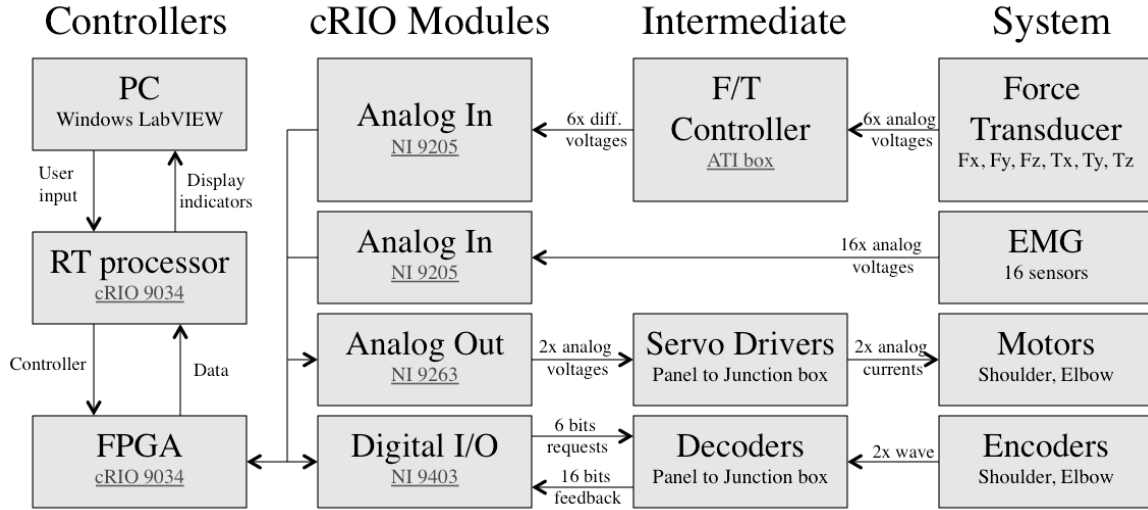 Controllers
cRIO Modules
Intermediate
System
PC
Windows LabVIEW
User
input
Display
indicators
RT processor
cRIO 9034
Controller
Data
FPGA
cRIO 9034
Analog In
NI 9205
6x diff.
voltages
F/T
Controller
ATI box
6x analog
voltages
Force
Transducer
Fx, Fy, Fz, Tx, Ty, Tz
Analog In
NI 9205
16x analog
voltages
EMG
16 sensors
Analog Out
NI 9263
2x analog
voltages
Servo Drivers
Panel to Junction box
2x analog
currents
Motors
Shoulder, Elbow
Digital I/O
NI 9403
6 bits
requests
16 bits
feedback
Decoders
Panel to Junction box
2x wave
Encoders
Shoulder, Elbow